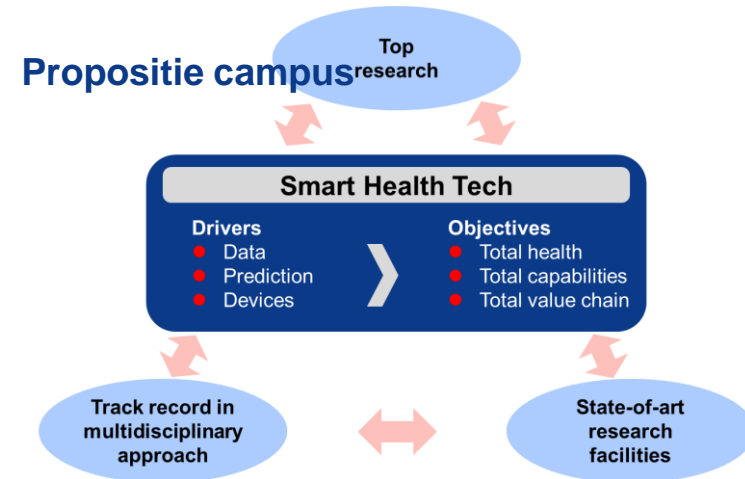 Top
research
Propositie campus
Smart Health Tech
Drivers
Data
Prediction
Devices
Objectives
Total health
Total capabilities
Total value chain
Track record in
multidisciplinary
approach
State-of-art
research
facilities